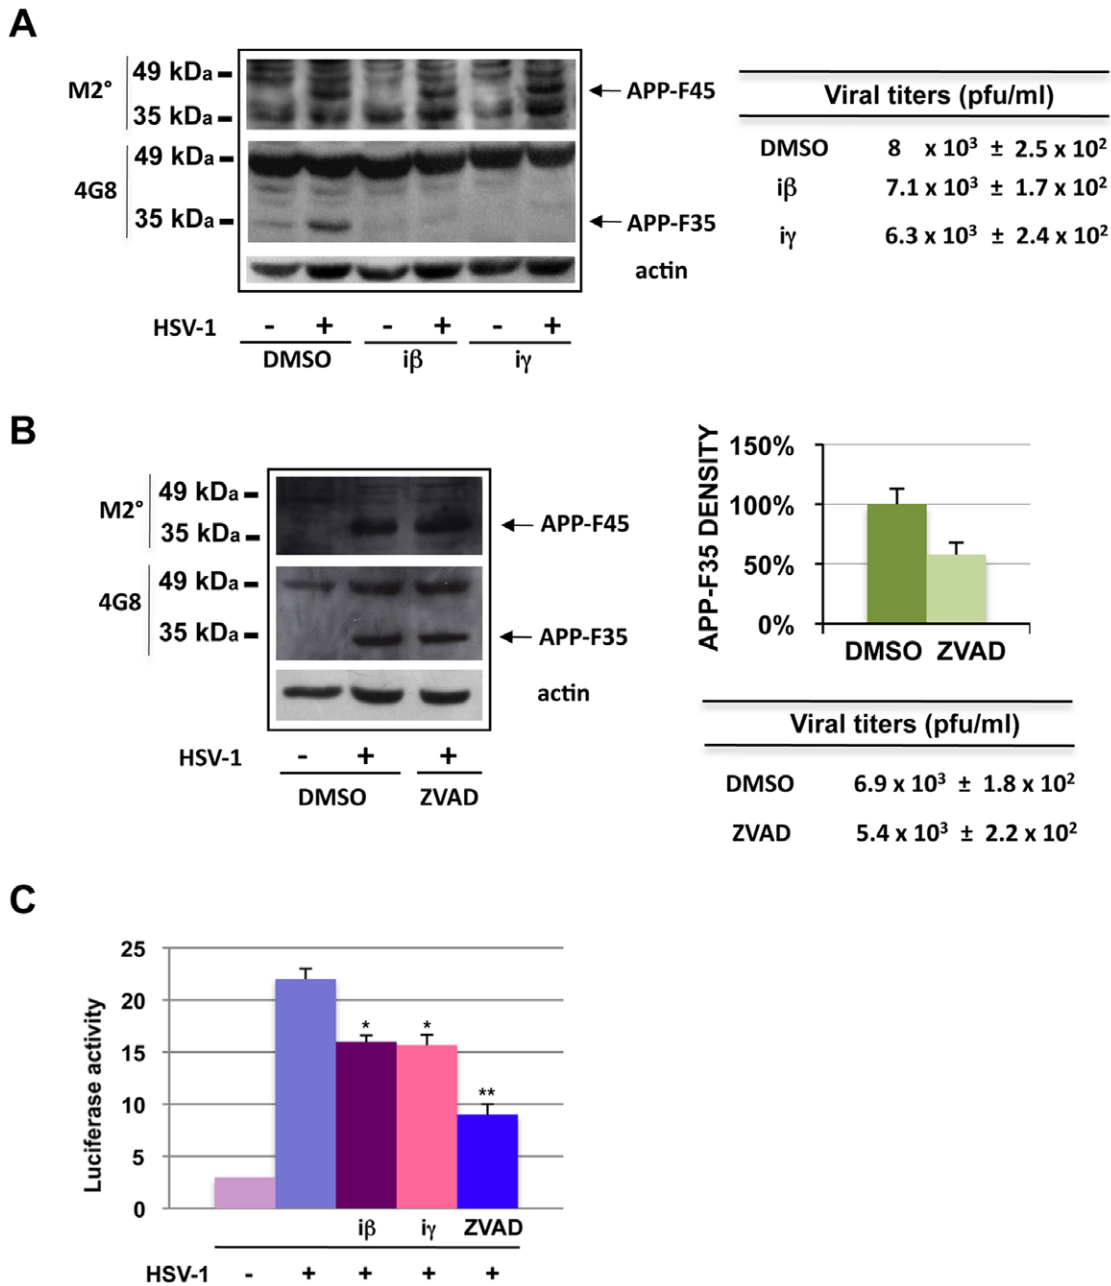 A
M2°
49 kDa
35 kDa
APP-F45
4G8
49 kDa
35 kDa
APP-F35
actin
HSV-1 - + - + - +
DMSO iβ iγ
Viral titers (pfu/ml)
DMSO 8 x 10³ ± 2.5 x 10²
iβ 7.1 x 10³ ± 1.7 x 10²
iγ 6.3 x 10³ ± 2.4 x 10²
B
M2°
49 kDa
35 kDa
APP-F45
4G8
49 kDa
35 kDa
APP-F35
actin
HSV-1 - + +
DMSO ZVAD
APP-F35 DENSITY
150%
100%
50%
0%
DMSO ZVAD
Viral titers (pfu/ml)
DMSO 6.9 x 10³ ± 1.8 x 10²
ZVAD 5.4 x 10³ ± 2.2 x 10²
C
Luciferase activity
25
20
15
10
5
0
* * **
iβ iγ ZVAD
HSV-1 - + + + +